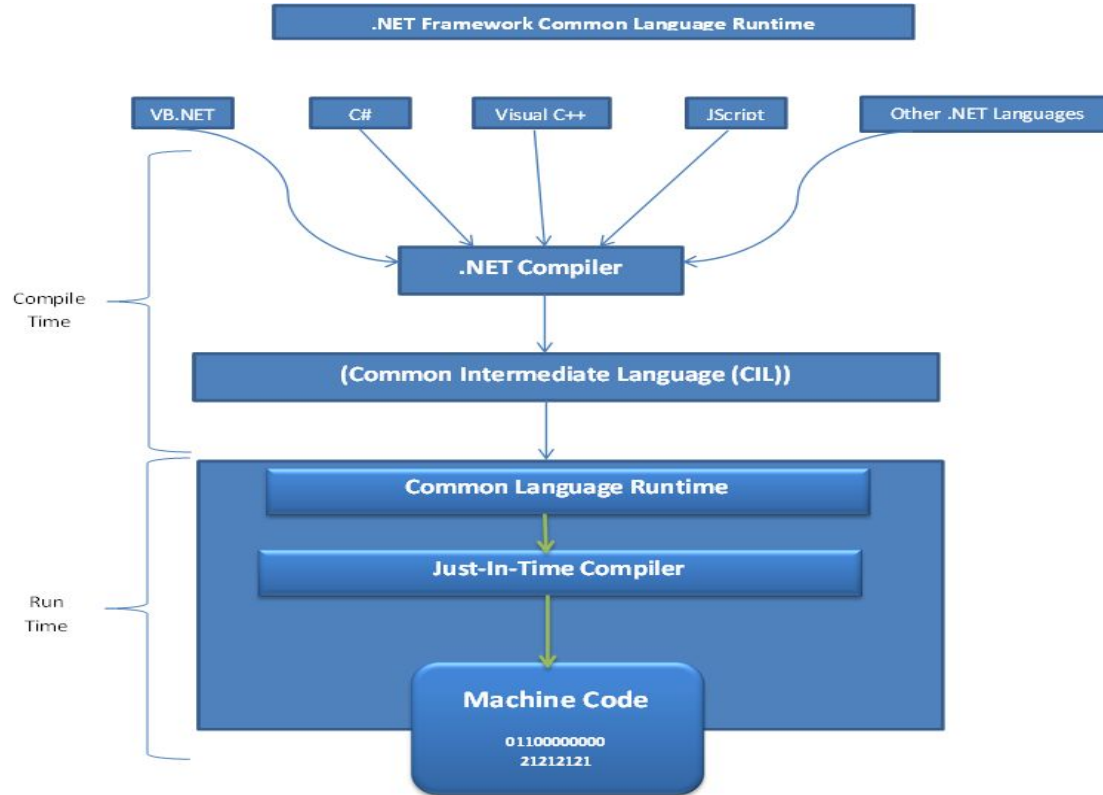 .NET Framework Common Language Runtime
VB.NET
C#
Visual C++
JScript
Other .NET Languages
.NET Compiler
Compile
Time
(Common Intermediate Language (CIL))
Common Language Runtime
Just-In-Time Compiler
Run
Time
Machine Code
01100000000
21212121